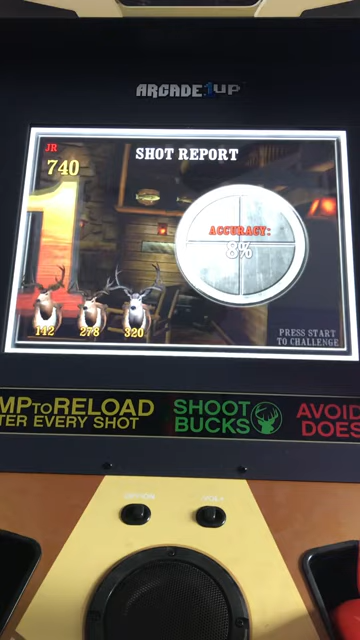 ARCADE1UP
JR
740
SHOT REPORT
ACCURACY:
8%
142 278 320
PRESS START
TO CHALLENGE
MP TO RELOAD
TER EVERY SHOT
SHOOT
BUCKS
AVOID
DOES